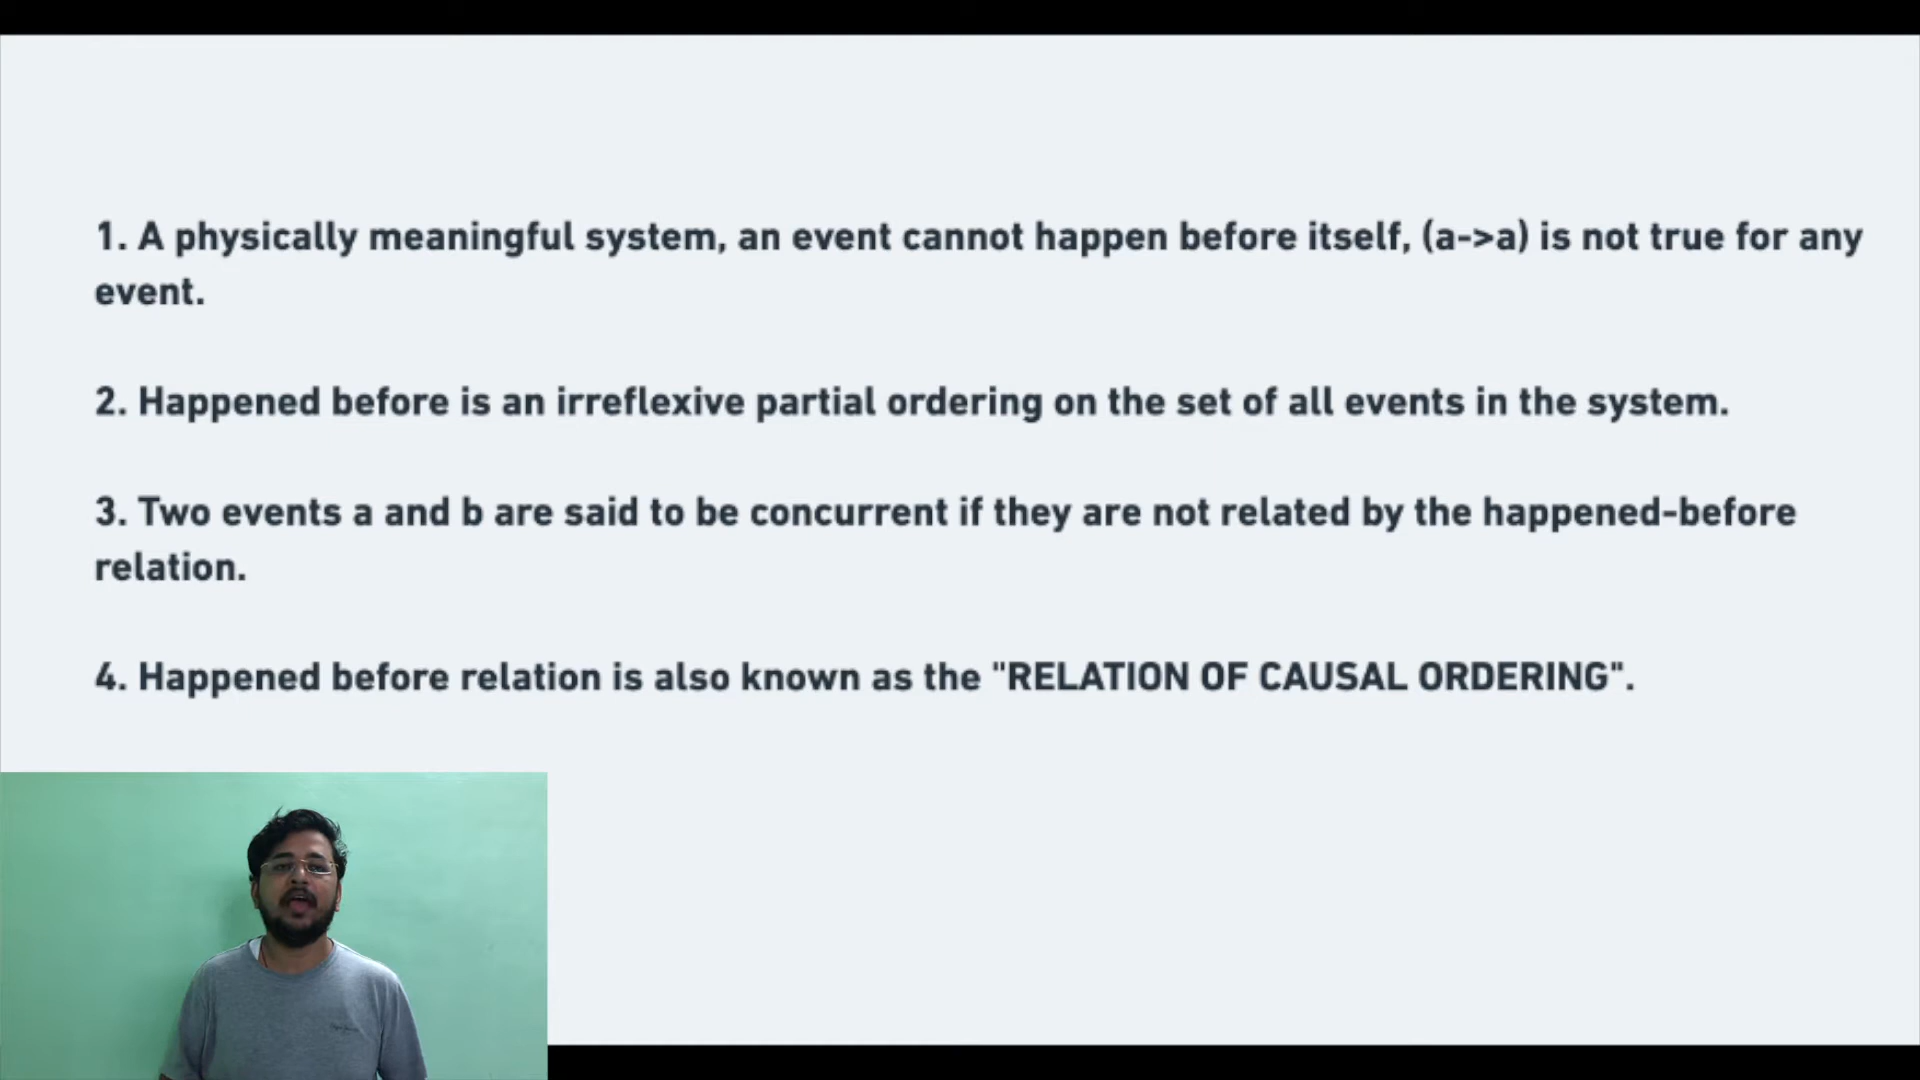 1. A physically meaningful system, an event cannot happen before itself, (a->a) is not true for any
event.
2. Happened before is an irreflexive partial ordering on the set of all events in the system.
3. Two events a and b are said to be concurrent if they are not related by the happened-before
relation.
4. Happened before relation is also known as the "RELATION OF CAUSAL ORDERING".